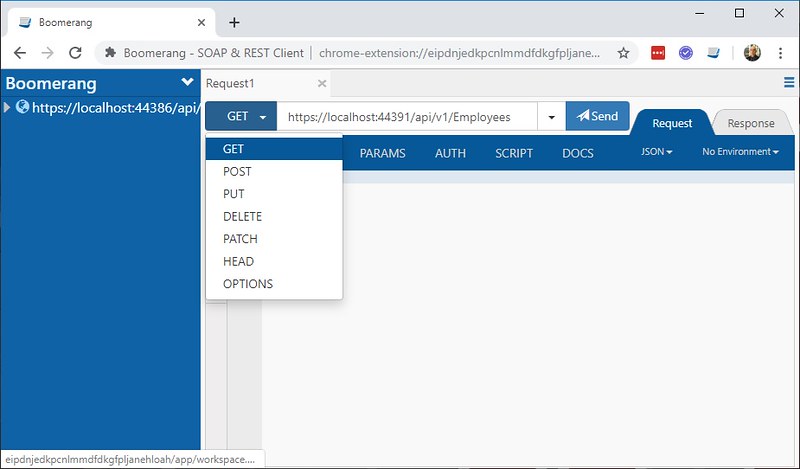 Boomerang
Boomerang - SOAP & REST Client | chrome-extension://eipdnjedkpcnlmmdfdkgfpljane...
Boomerang
Request1
https://localhost:44386/api/
GET
https://localhost:44391/api/v1/Employees
Send
Request
Response
PARAMS
AUTH
SCRIPT
DOCS
JSON
No Environment
GET
POST
PUT
DELETE
PATCH
HEAD
OPTIONS
eipdnjedkpcnlmmdfdkgfpljanehloah/app/workspace....